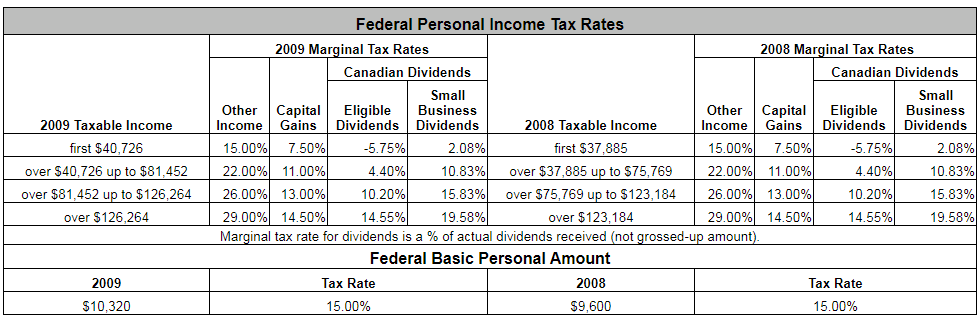 Federal Personal Income Tax Rates
2009 Marginal Tax Rates 2008 Marginal Tax Rates
Canadian Dividends Canadian Dividends
2009 Taxable Income Other Income Capital Gains Eligible Dividends Small Business Dividends 2008 Taxable Income Other Income Capital Gains Eligible Dividends Small Business Dividends
first $40,726 15.00% 7.50% -5.75% 2.08% first $37,885 15.00% 7.50% -5.75% 2.08%
over $40,726 up to $81,452 22.00% 11.00% 4.40% 10.83% over $37,885 up to $75,769 22.00% 11.00% 4.40% 10.83%
over $81,452 up to $126,264 26.00% 13.00% 10.20% 15.83% over $75,769 up to $123,184 26.00% 13.00% 10.20% 15.83%
over $126,264 29.00% 14.50% 14.55% 19.58% over $123,184 29.00% 14.50% 14.55% 19.58%
Marginal tax rate for dividends is a % of actual dividends received (not grossed-up amount).
Federal Basic Personal Amount
2009 Tax Rate 2008 Tax Rate
$10,320 15.00% $9,600 15.00%